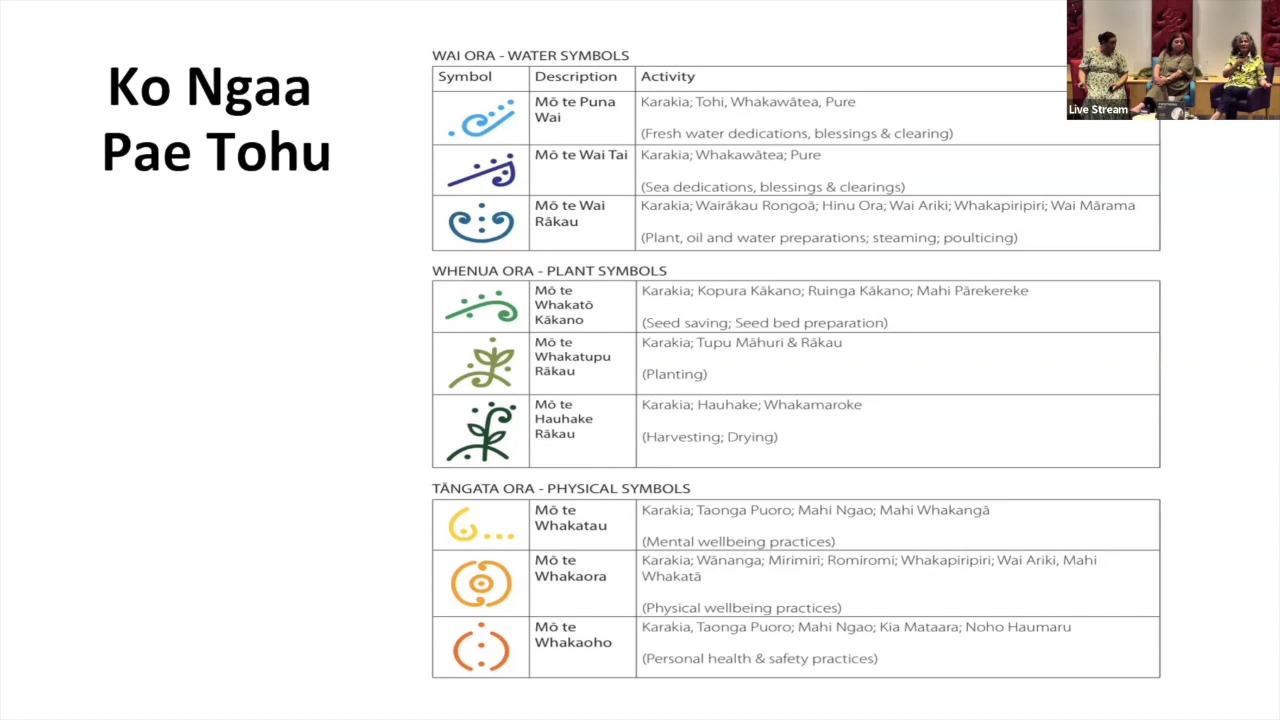 Ko Ngaa
Pae Tohu
WAI ORA - WATER SYMBOLS
Symbol
Description
Activity
Mō te Puna
Wai
Karakia; Tohi, Whakawâtea, Pure
(Fresh water dedications, blessings & clearing)
Mō te Wai Tai
Karakia; Whakawâtea; Pure
(Sea dedications, blessings & clearings)
Mō te Wai
Rākau
Karakia; Wairākau Rongoā; Hinu Ora; Wai Ariki; Whakapiripiri; Wai Mārama
(Plant, oil and water preparations; steaming; poulticing)
WHENUA ORA - PLANT SYMBOLS
Mō te
Whakatō
Kākano
Karakia; Kopura Kākano; Ruinga Kākano; Mahi Pārekereke
(Seed saving; Seed bed preparation)
Mō te
Whakatupu
Rākau
Karakia; Tupu Māhuri & Rākau
(Planting)
Mō te
Hauhake
Rākau
Karakia; Hauhake; Whakamaroke
(Harvesting; Drying)
TĀNGATA ORA - PHYSICAL SYMBOLS
Mō te
Whakatau
Karakia; Taonga Puoro; Mahi Ngao; Mahi Whakangā
(Mental wellbeing practices)
Mō te
Whakaora
Karakia; Wānanga; Mirimiri; Romiromi; Whakapiripiri; Wai Ariki, Mahi
Whakatā
(Physical wellbeing practices)
Mō te
Whakaoho
Karakia, Taonga Puoro; Mahi Ngao; Kia Mataara; Noho Haumaru
(Personal health & safety practices)
Live Stream